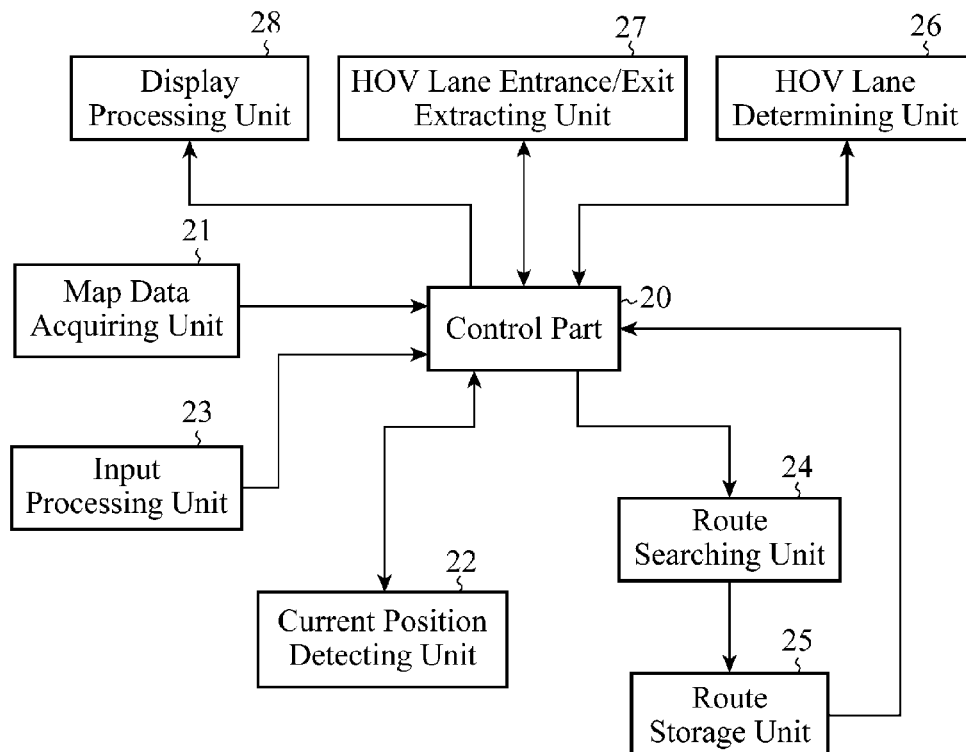 28
Display
Processing Unit
27
HOV Lane Entrance/Exit
Extracting Unit
26
HOV Lane
Determining Unit
21
Map Data
Acquiring Unit
20
Control Part
23
Input
Processing Unit
24
Route
Searching Unit
22
Current Position
Detecting Unit
25
Route
Storage Unit